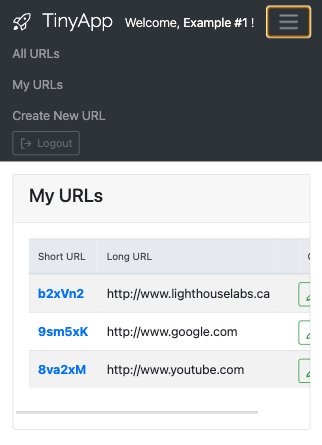 TinyApp Welcome, Example #1 !
All URLs
My URLs
Create New URL
Logout
My URLs
Short URL Long URL
b2xVn2 http://www.lighthouselabs.ca
9sm5xK http://www.google.com
8va2xM http://www.youtube.com